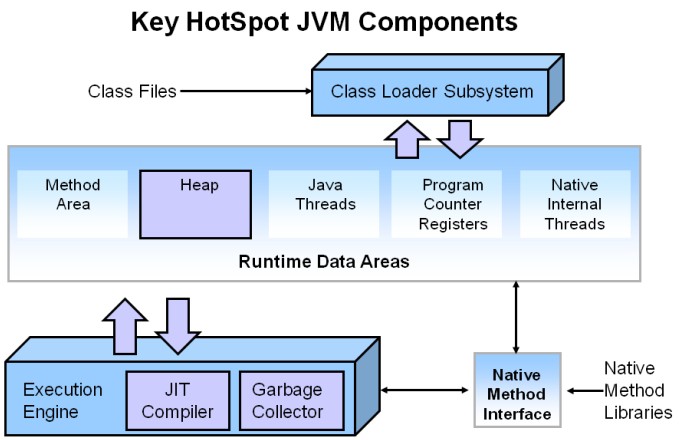 Key HotSpot JVM Components
Class Files
Class Loader Subsystem
Method
Area
Heap
Java
Threads
Program
Counter
Registers
Native
Internal
Threads
Runtime Data Areas
Execution
Engine
JIT
Compiler
Garbage
Collector
Native
Method
Interface
Native
Method
Libraries